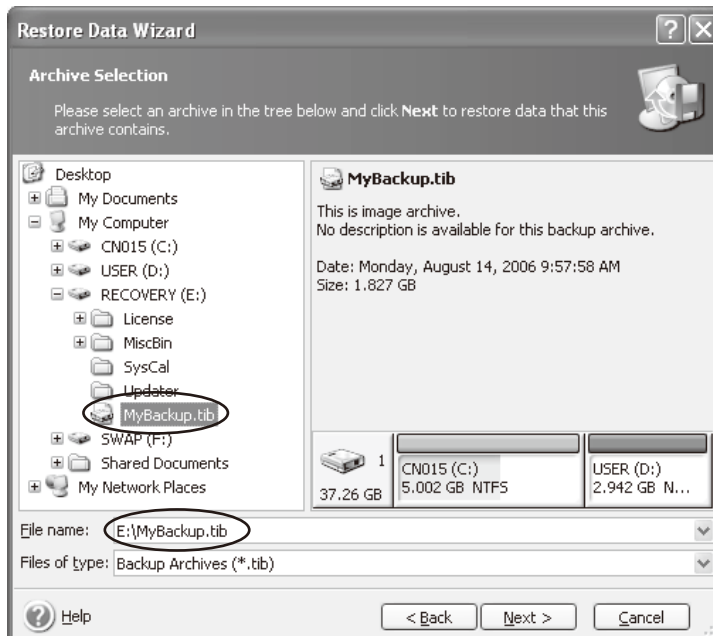 Restore Data Wizard
Archive Selection
Please select an archive in the tree below and click Next to restore data that this
archive contains.
Desktop
My Documents
My Computer
CN015 (C:)
USER (D:)
RECOVERY (E:)
License
MiscBin
SysCal
Updater
MyBackup.tib
SWAP (F:)
Shared Documents
My Network Places
MyBackup.tib
This is image archive.
No description is available for this backup archive.
Date: Monday, August 14, 2006 9:57:58 AM
Size: 1.827 GB
1
37.26 GB
CN015 (C:)
5.002 GB NTFS
USER (D:)
2.942 GB N...
File name: E:\MyBackup.tib
Files of type: Backup Archives (*.tib)
Help
< Back
Next >
Cancel